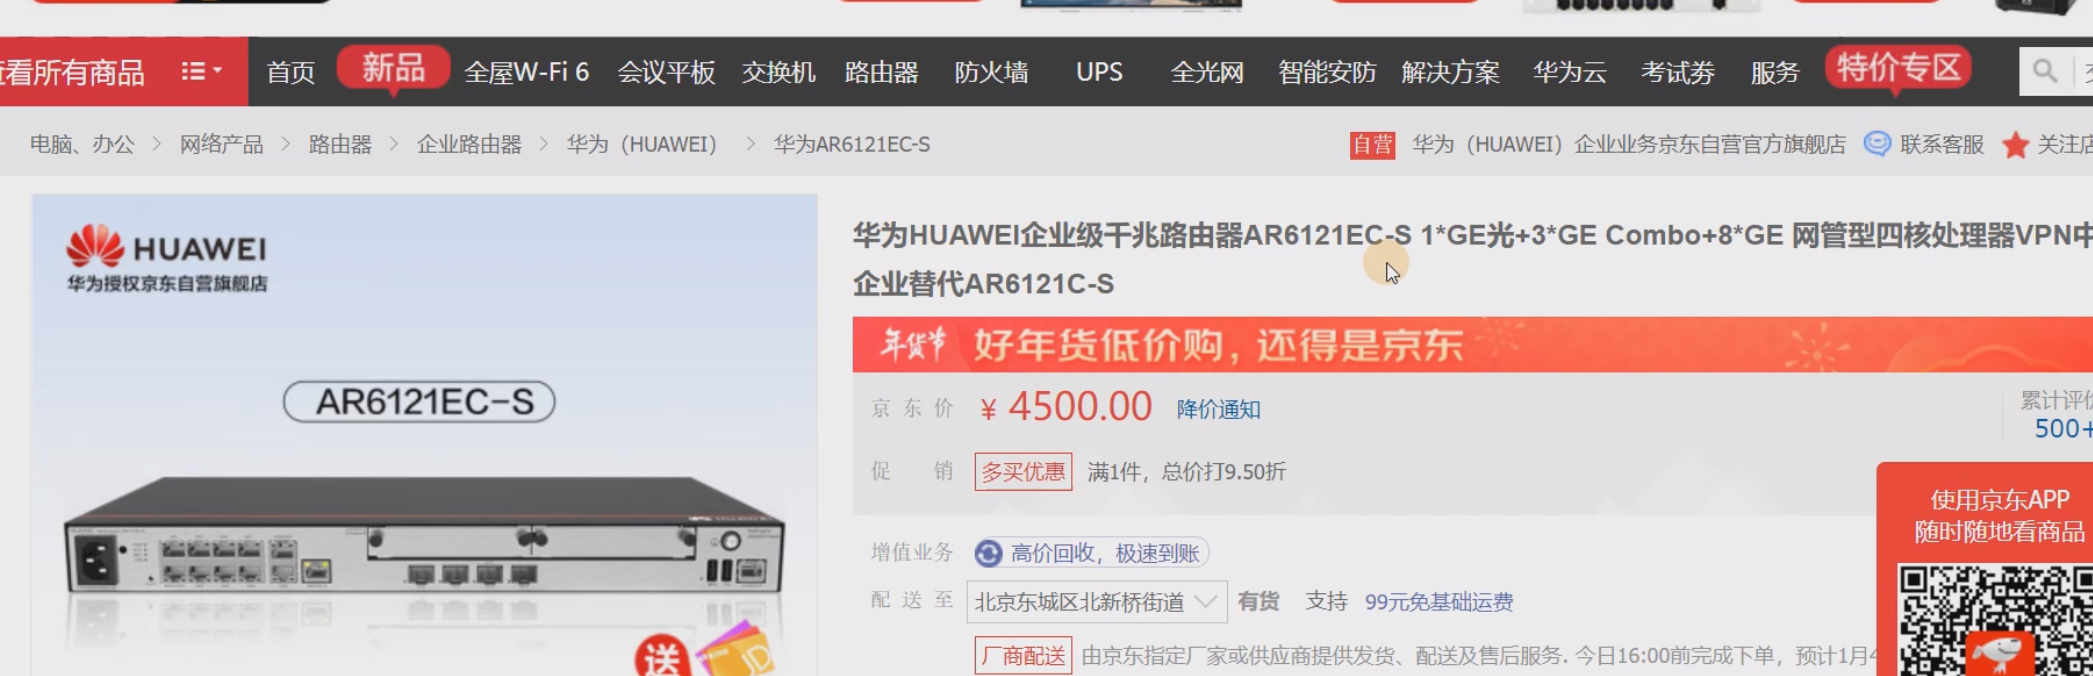 查看所有商品
首页
新品
全屋W-Fi 6
会议平板
交换机
路由器
防火墙
UPS
全光网
智能安防
解决方案
华为云
考试券
服务
特价专区
电脑、办公 > 网络产品 > 路由器 > 企业路由器 > 华为（HUAWEI） > 华为AR6121EC-S
自营 华为（HUAWEI）企业业务京东自营官方旗舰店
联系客服
关注店
HUAWEI
华为授权京东自营旗舰店
AR6121EC-S
HUAWEI
送
JD
华为HUAWEI企业级千兆路由器AR6121EC-S 1*GE光+3*GE Combo+8*GE 网管型四核处理器VPN中
企业替代AR6121C-S
年货节 好年货低价购，还得是京东
京东价 ¥ 4500.00 降价通知
累计评价
500+
促销 多买优惠 满1件，总价打9.50折
增值业务 高价回收，极速到账
配送至 北京东城区北新桥街道 有货 支持 99元免基础运费
厂商配送 由京东指定厂家或供应商提供发货、配送及售后服务. 今日16:00前完成下单，预计1月4
使用京东APP
随时随地看商品